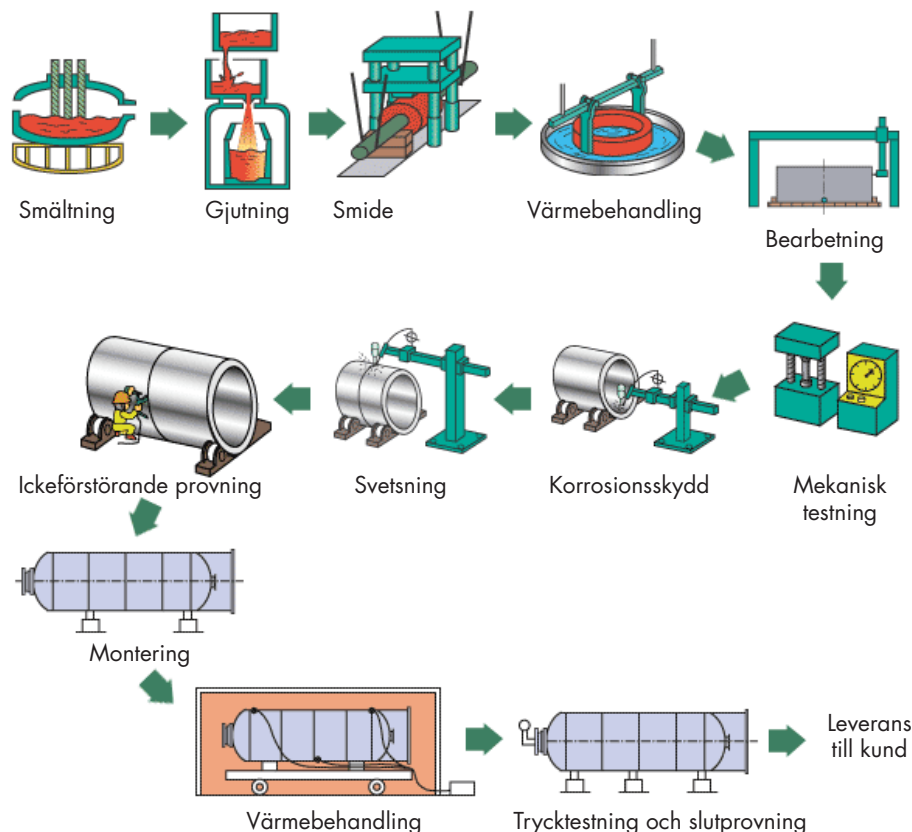 Smältning
Gjutning
Smide
Värmebehandling
Bearbetning
Mekanisk
testning
Korrosionsskydd
Svetsning
Ickeförstörande provning
Montering
Värmebehandling
Trycktestning och slutprovning
Leverans
till kund